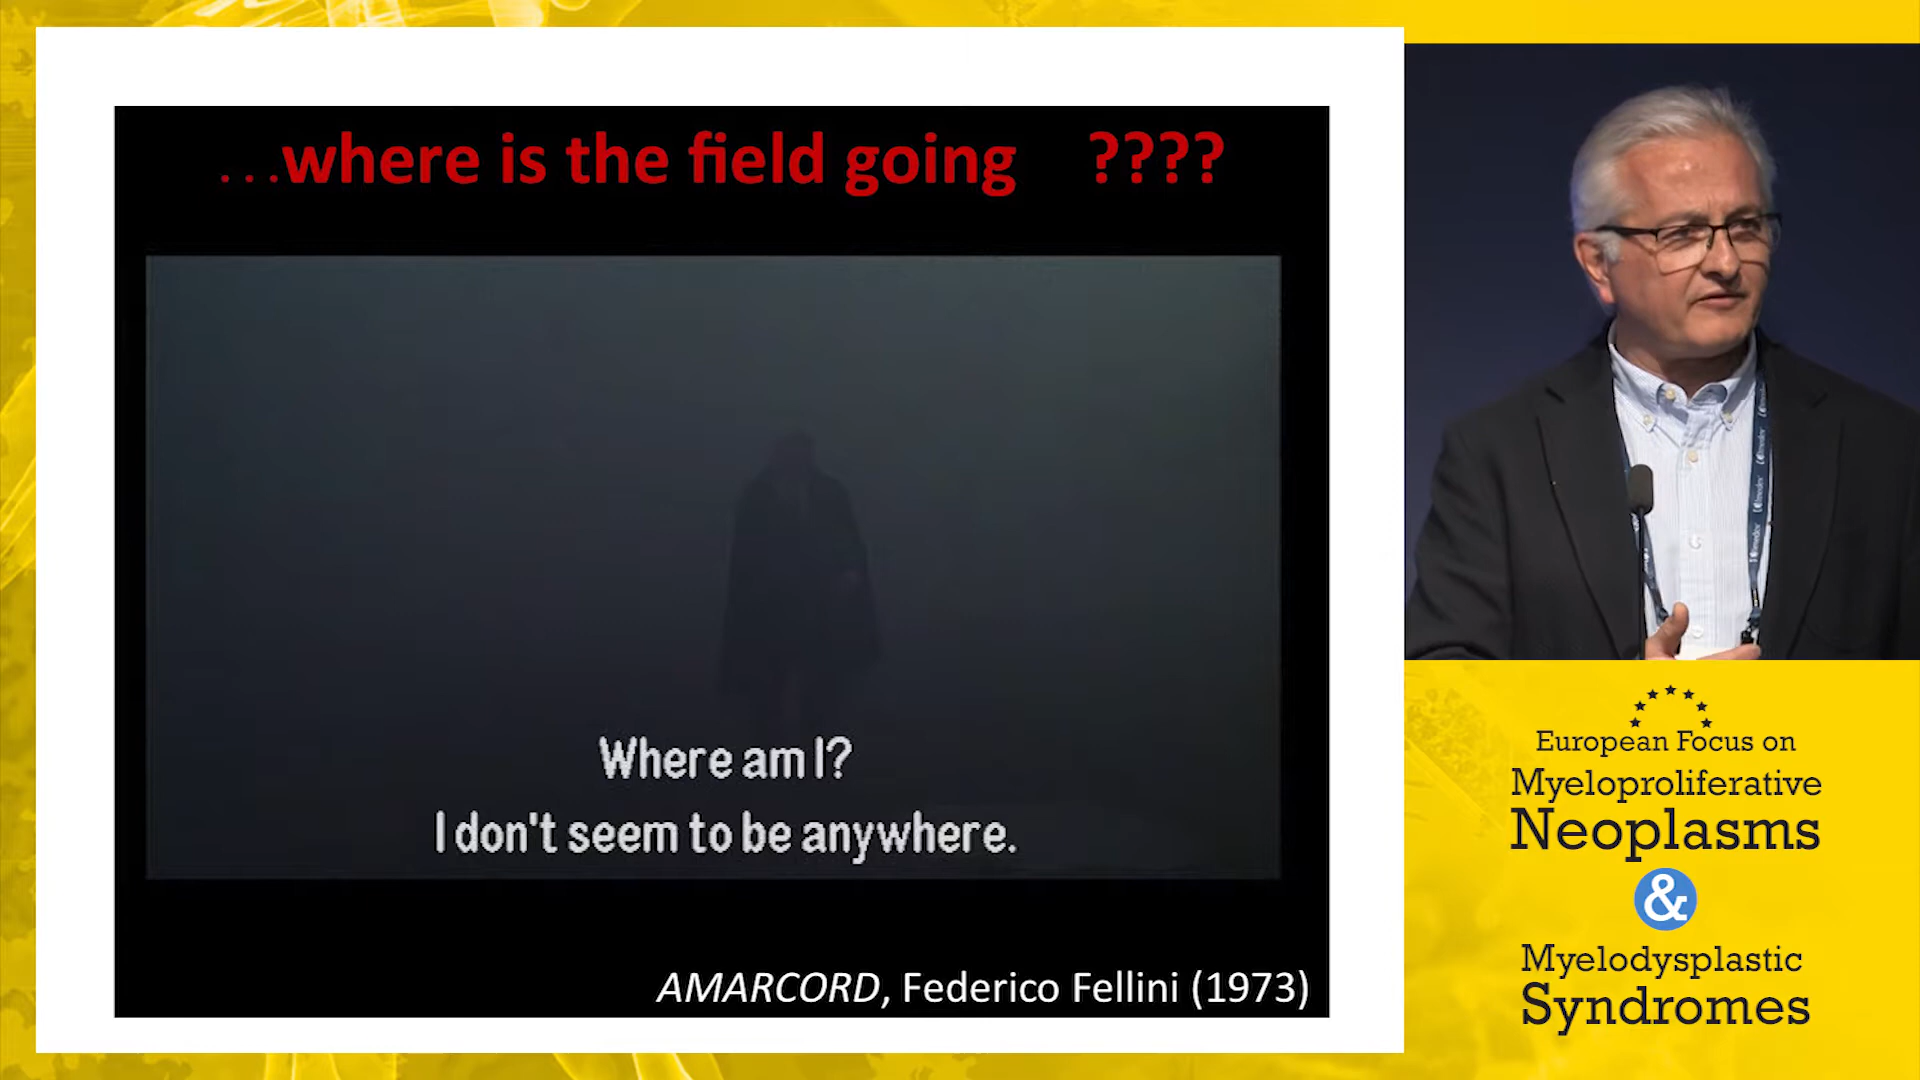 ...where is the field going ????
Where am I?
I don't seem to be anywhere.
AMARCORD, Federico Fellini (1973)
European Focus on
Myeloproliferative
Neoplasms
&
Myelodysplastic
Syndromes